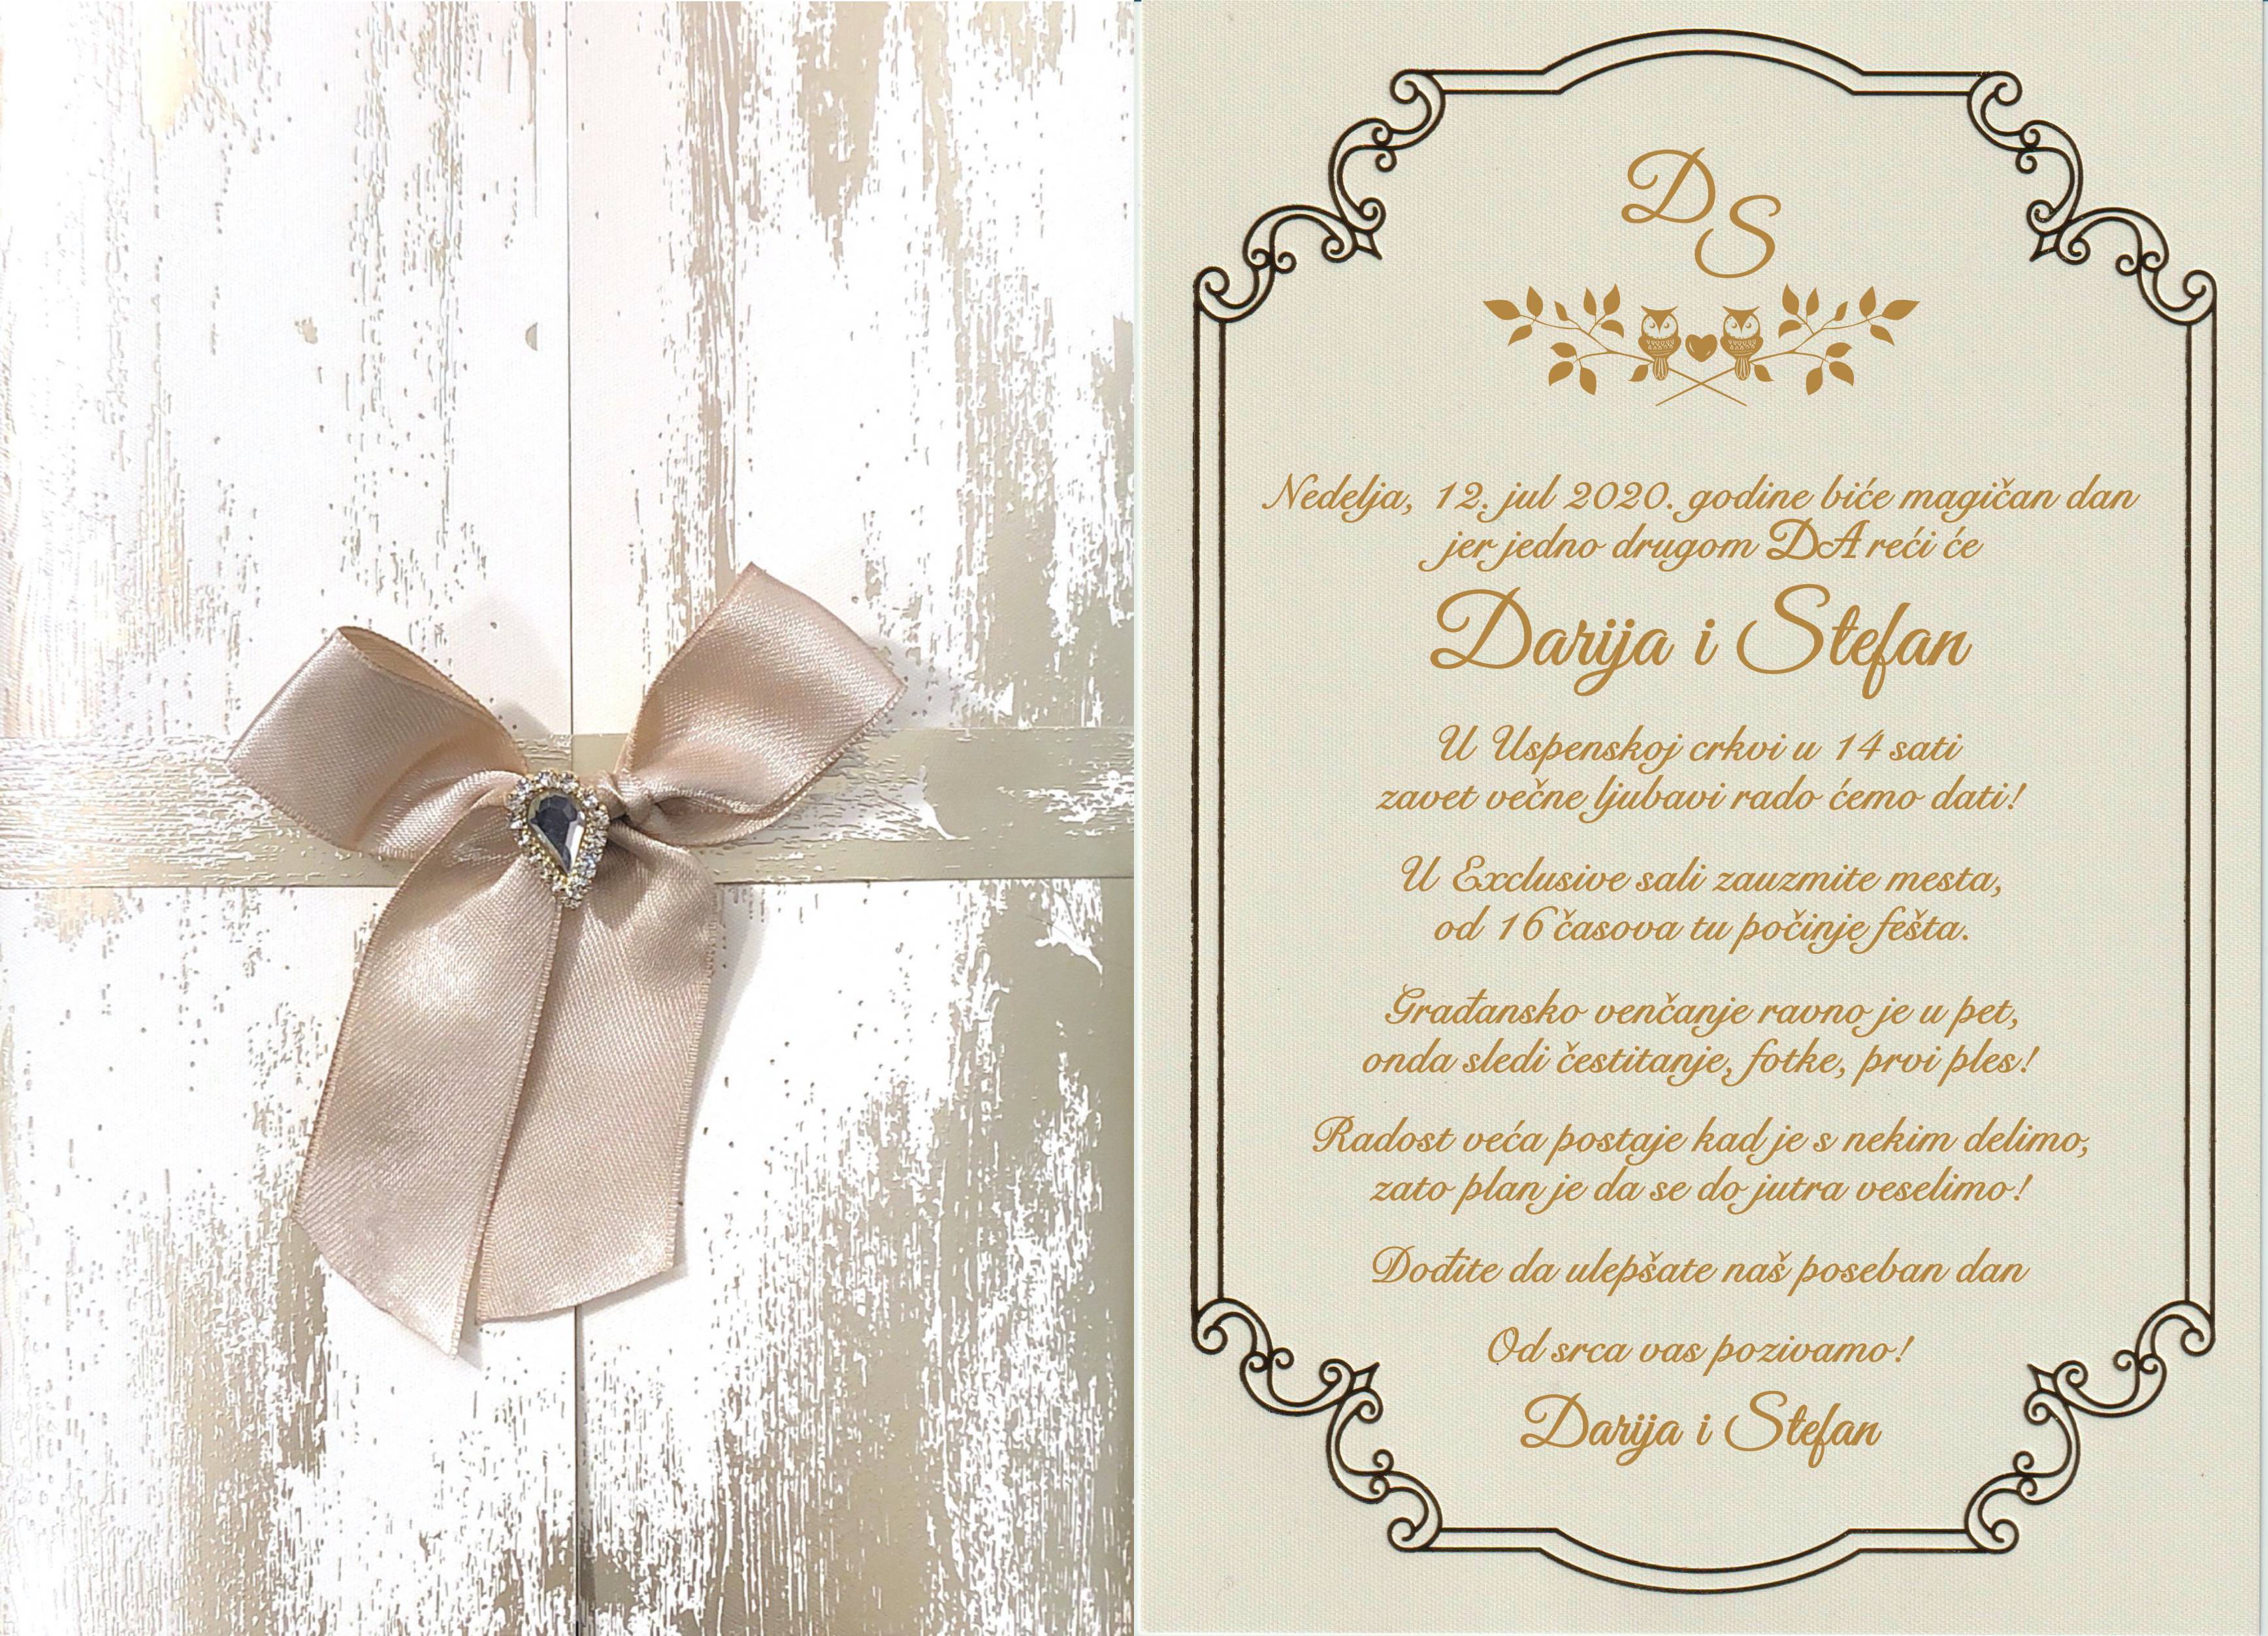 D
S
Nedelja, 12. jul 2020. godine biće magičan dan
jer jedno drugom DA reći će
Darija i Stefan
U Uspenskoj crkvi u 14 sati
zavet večne ljubavi rado ćemo dati!
U Exclusive sali zauzmite mesta,
od 16 časova tu počinje fešta.
Građansko venčanje ravno je u pet,
onda sledi čestitanje, fotke, prvi ples!
Radost veća postaje kad je s nekim delimo,
zato plan je da se do jutra veselimo!
Dođite da ulepšate naš poseban dan
Od srca vas pozivamo!
Darija i Stefan